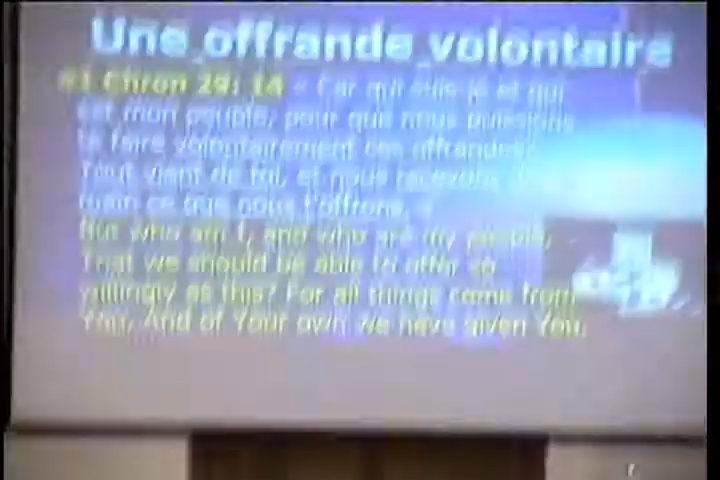 Une offrande volontaire
1 Chron 29: 14 « Car qui suis-je et qui
est mon peuple, pour que nous puissions
te faire volontairement ces offrandes?
Tout vient de toi, et nous recevons de ta
main ce que nous t'offrons. »
But who am I, and who are my people,
That we should be able to offer so
willingly as this? For all things come from
You, And of Your own we have given You.